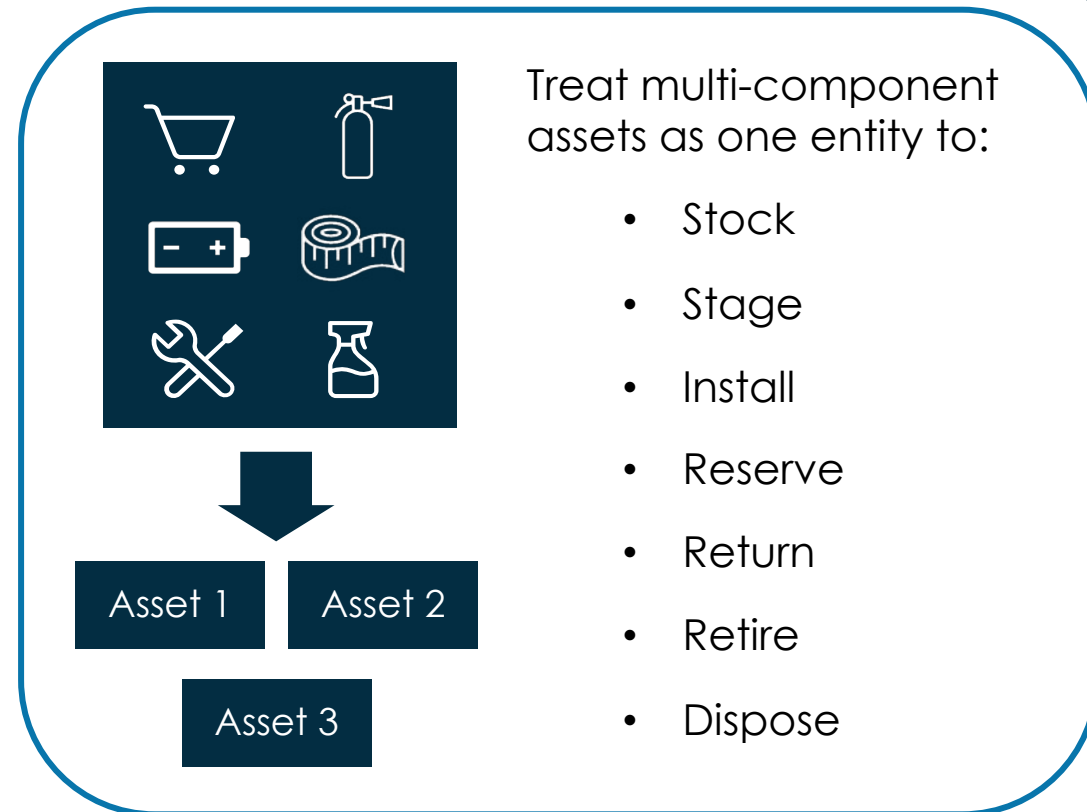 Treat multi-component
assets as one entity to:
• Stock
• Stage
• Install
• Reserve
• Return
• Retire
• Dispose
Asset 1
Asset 2
Asset 3